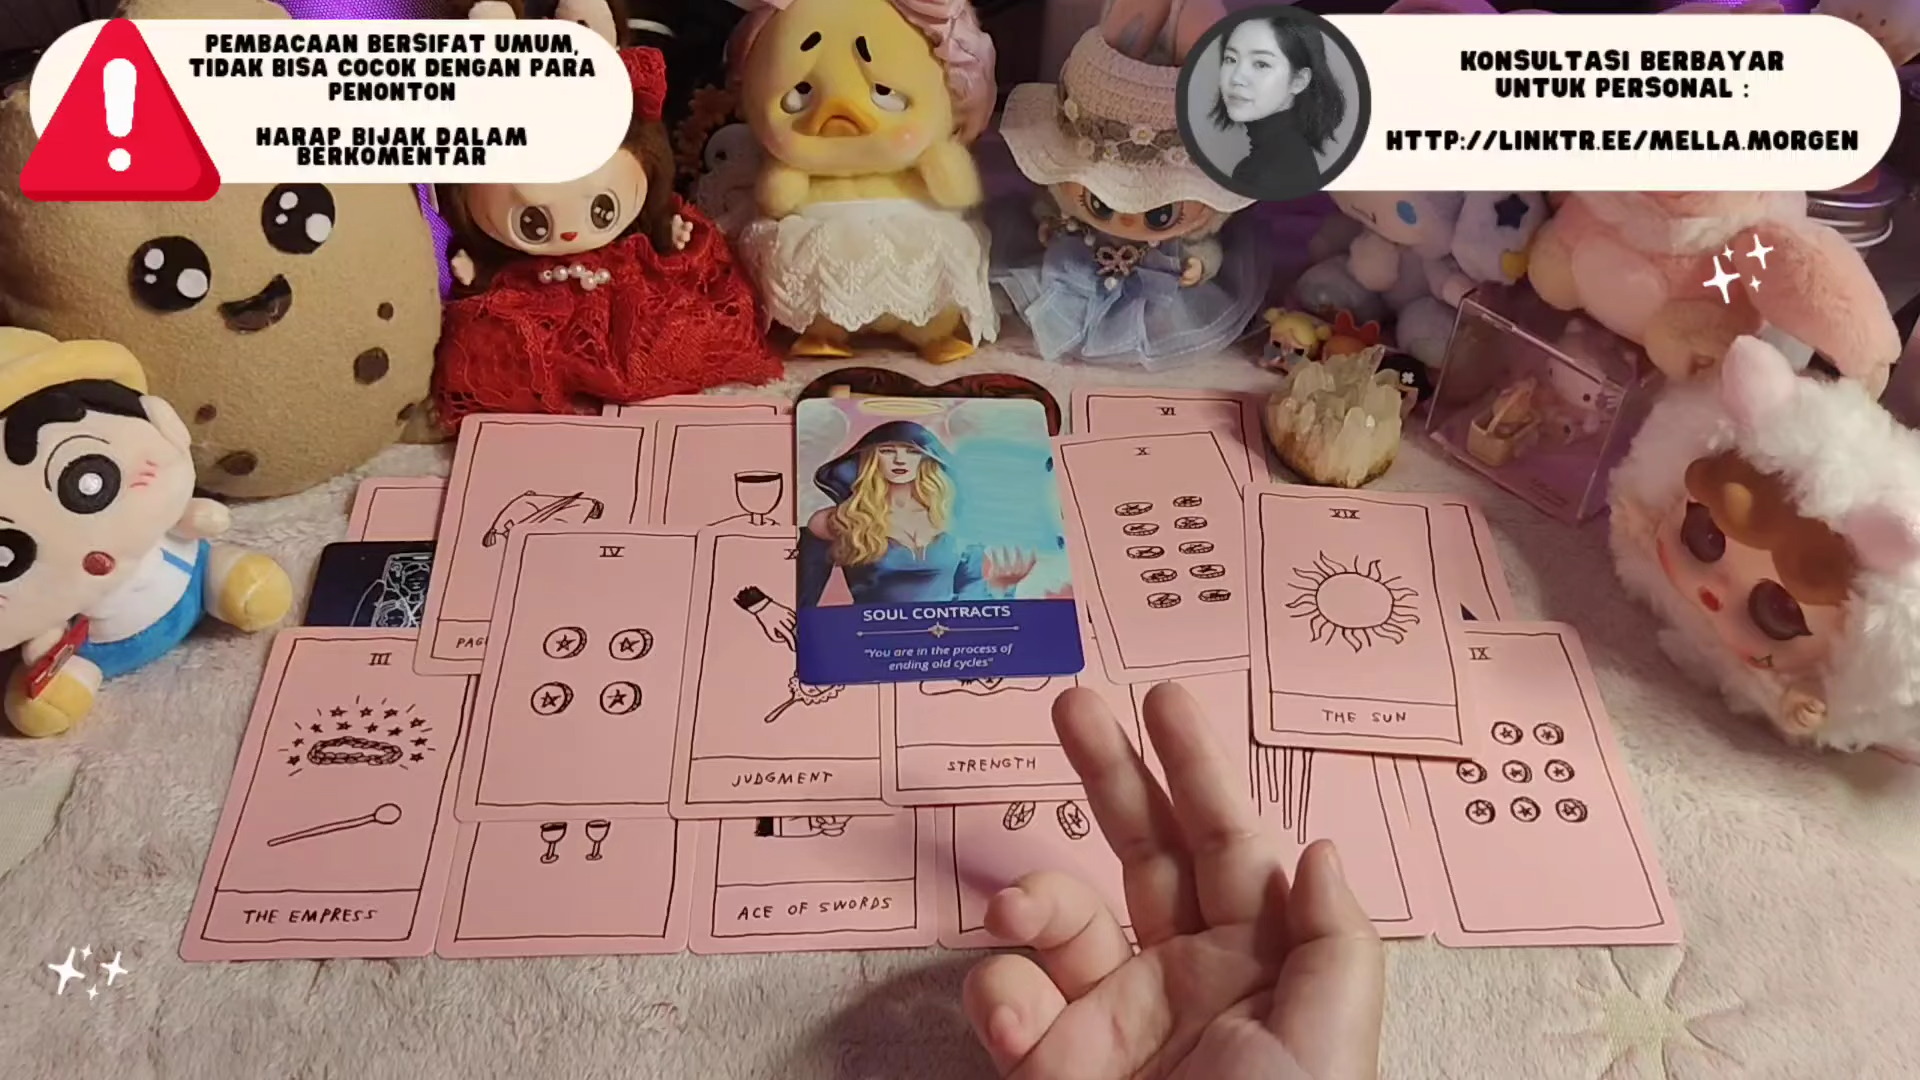 PEMBACAAN BERSIFAT UMUM,
TIDAK BISA COCOK DENGAN PARA
PENONTON
HARAP BIJAK DALAM
BERKOMENTAR
KONSULTASI BERBAYAR
UNTUK PERSONAL :
HTTP://LINKTR.EE/MELLA.MORGEN
VI
X
XIX
IV
SOUL CONTRACTS
"You are in the process of
ending old cycles"
III
IX
THE SUN
JUDGMENT
STRENGTH
THE EMPRESS
ACE OF SWORDS